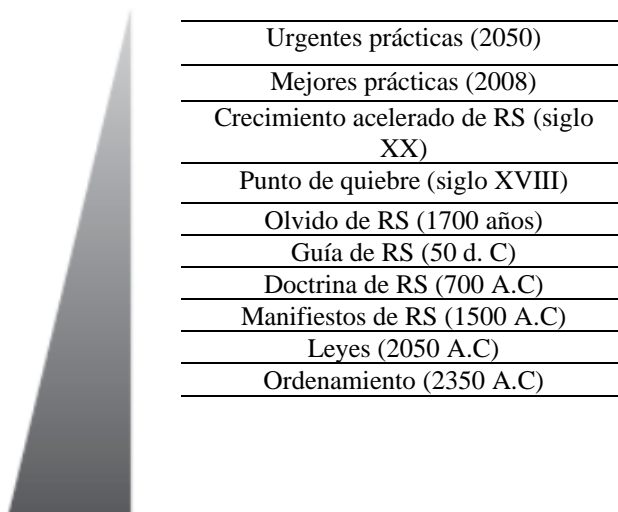 Urgentes prácticas (2050)
Mejores prácticas (2008)
Crecimiento acelerado de RS (siglo
XX)
Punto de quiebre (siglo XVIII)
Olvido de RS (1700 años)
Guía de RS (50 d. C)
Doctrina de RS (700 A.C)
Manifiestos de RS (1500 A.C)
Leyes (2050 A.C)
Ordenamiento (2350 A.C)